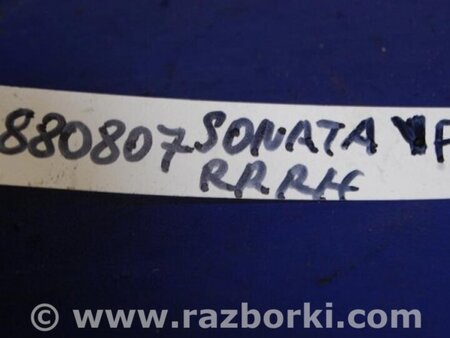 880807 SONATA YF
RR RH
© www.razborki.com